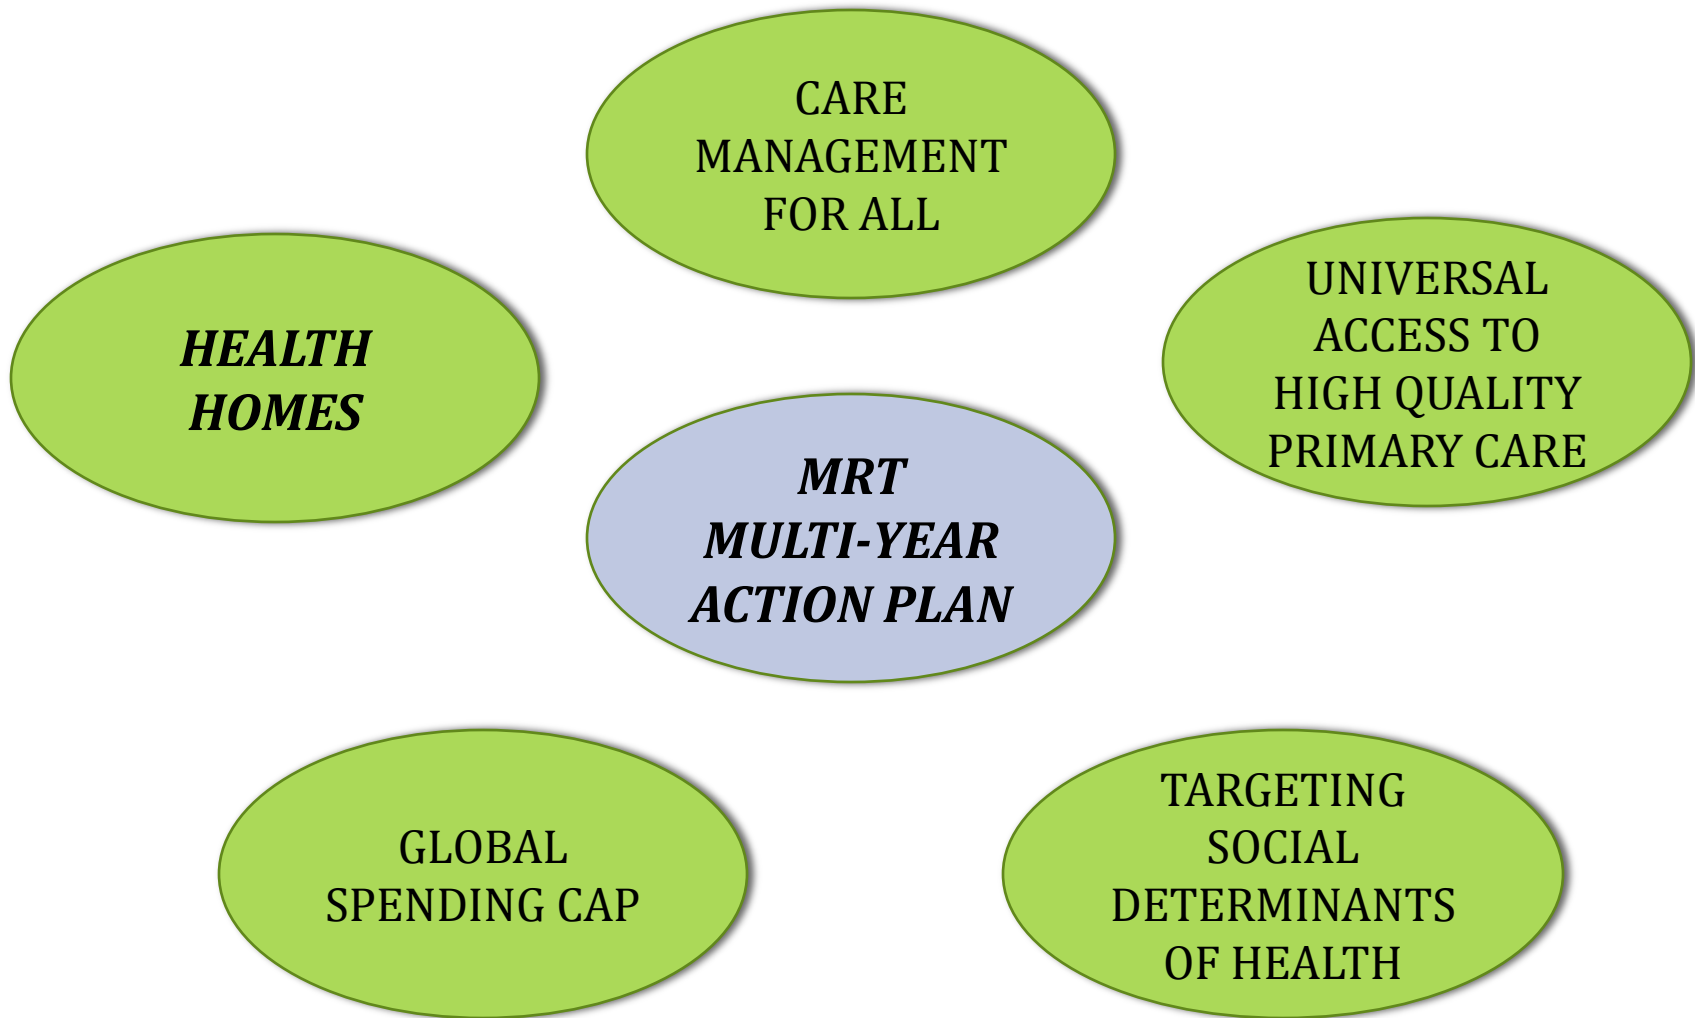 CARE
MANAGEMENT
FOR ALL
HEALTH
HOMES
UNIVERSAL
ACCESS TO
HIGH QUALITY
PRIMARY CARE
MRT
MULTI-YEAR
ACTION PLAN
GLOBAL
SPENDING CAP
TARGETING
SOCIAL
DETERMINANTS
OF HEALTH